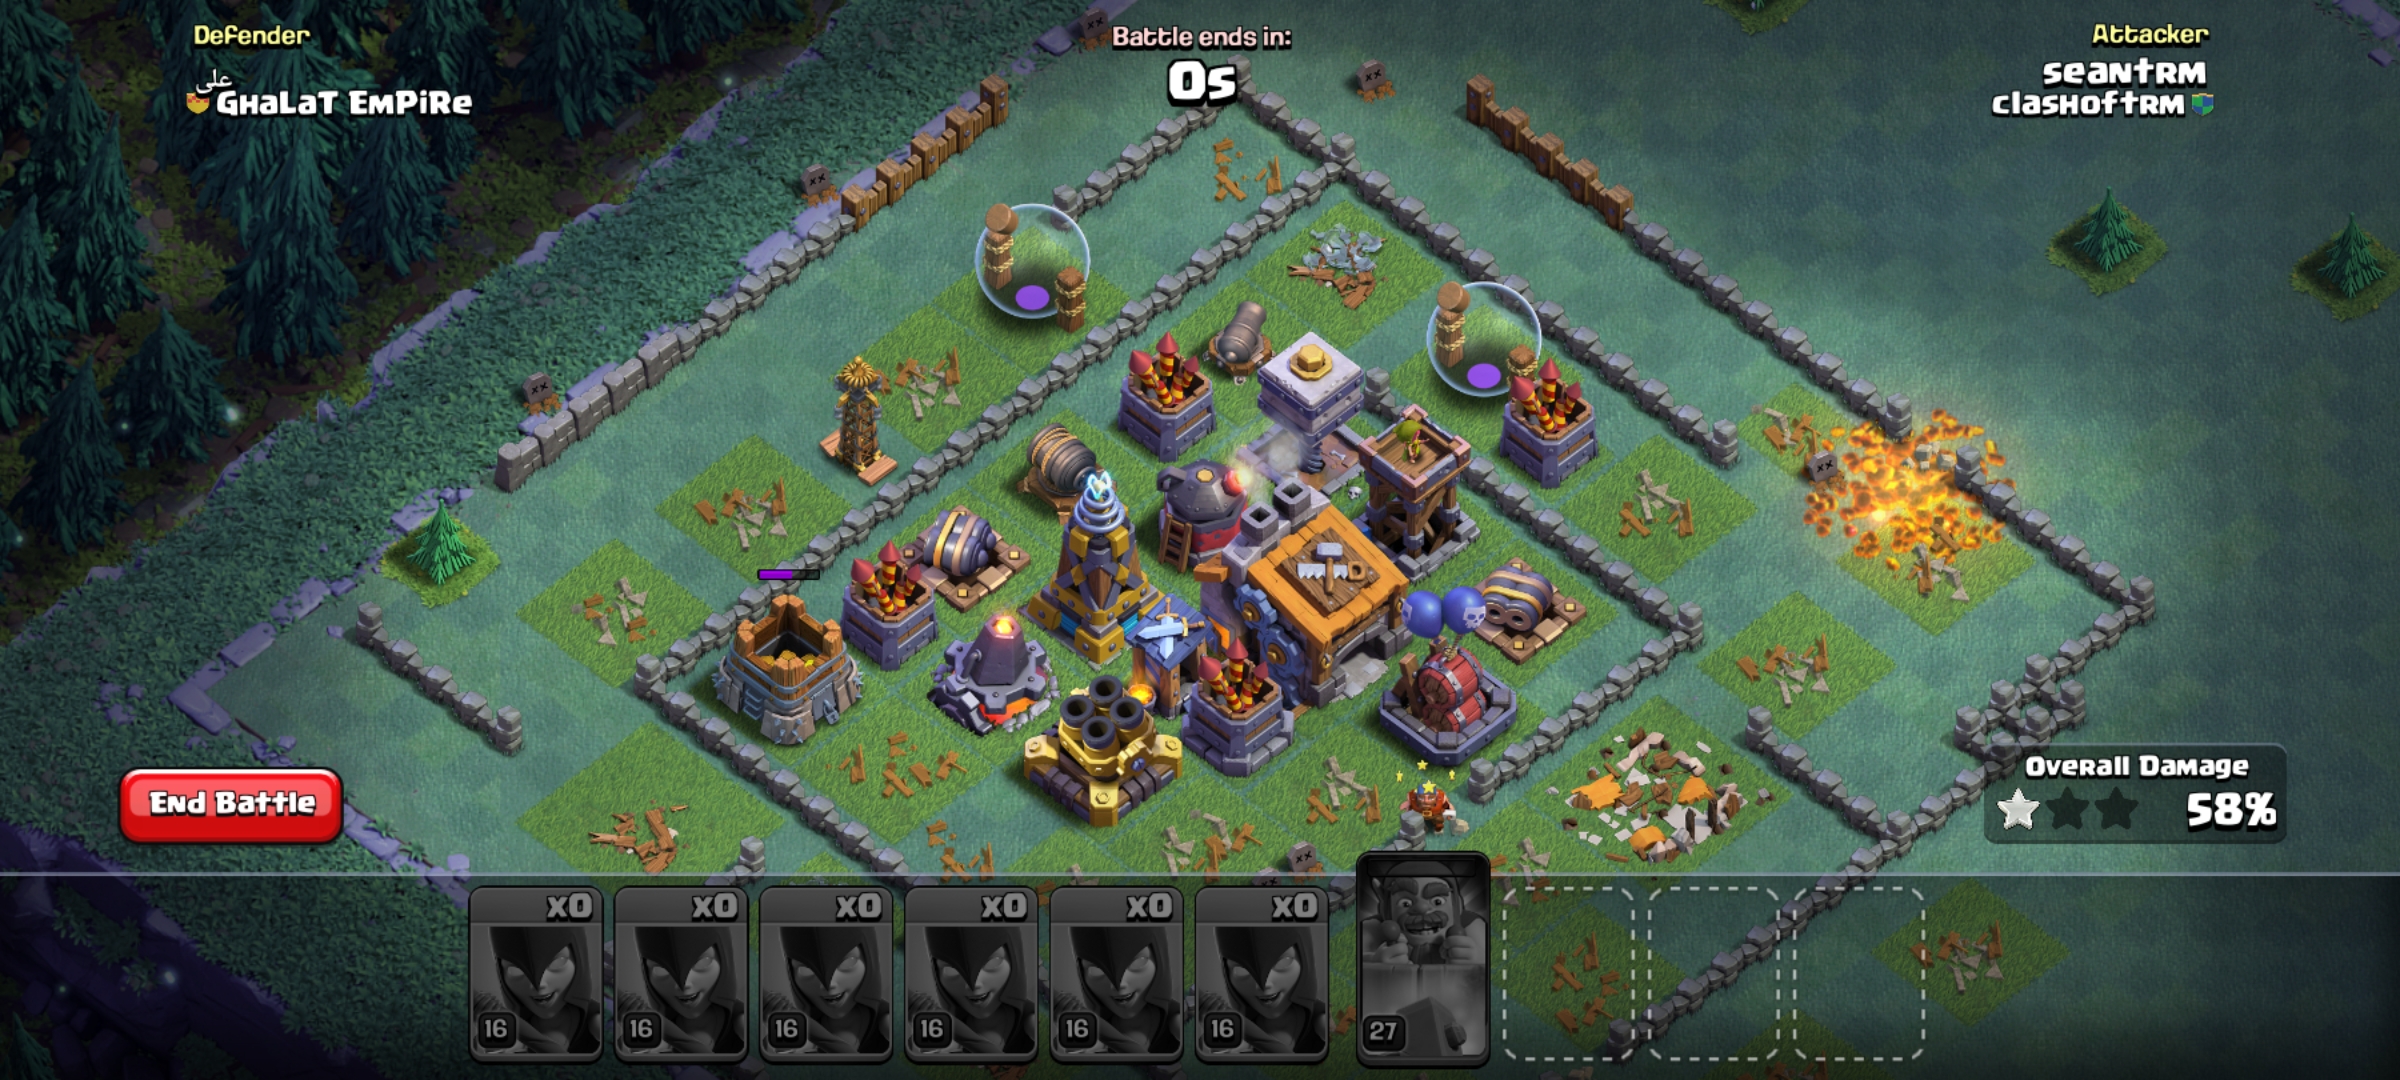 Defender
على
GHaLaT EmPiRe
Battle ends in:
0s
Attacker
seantRM
clashoftRM
End Battle
Overall Damage
58%
x0 x0 x0 x0 x0 x0
16 16 16 16 16 16 27